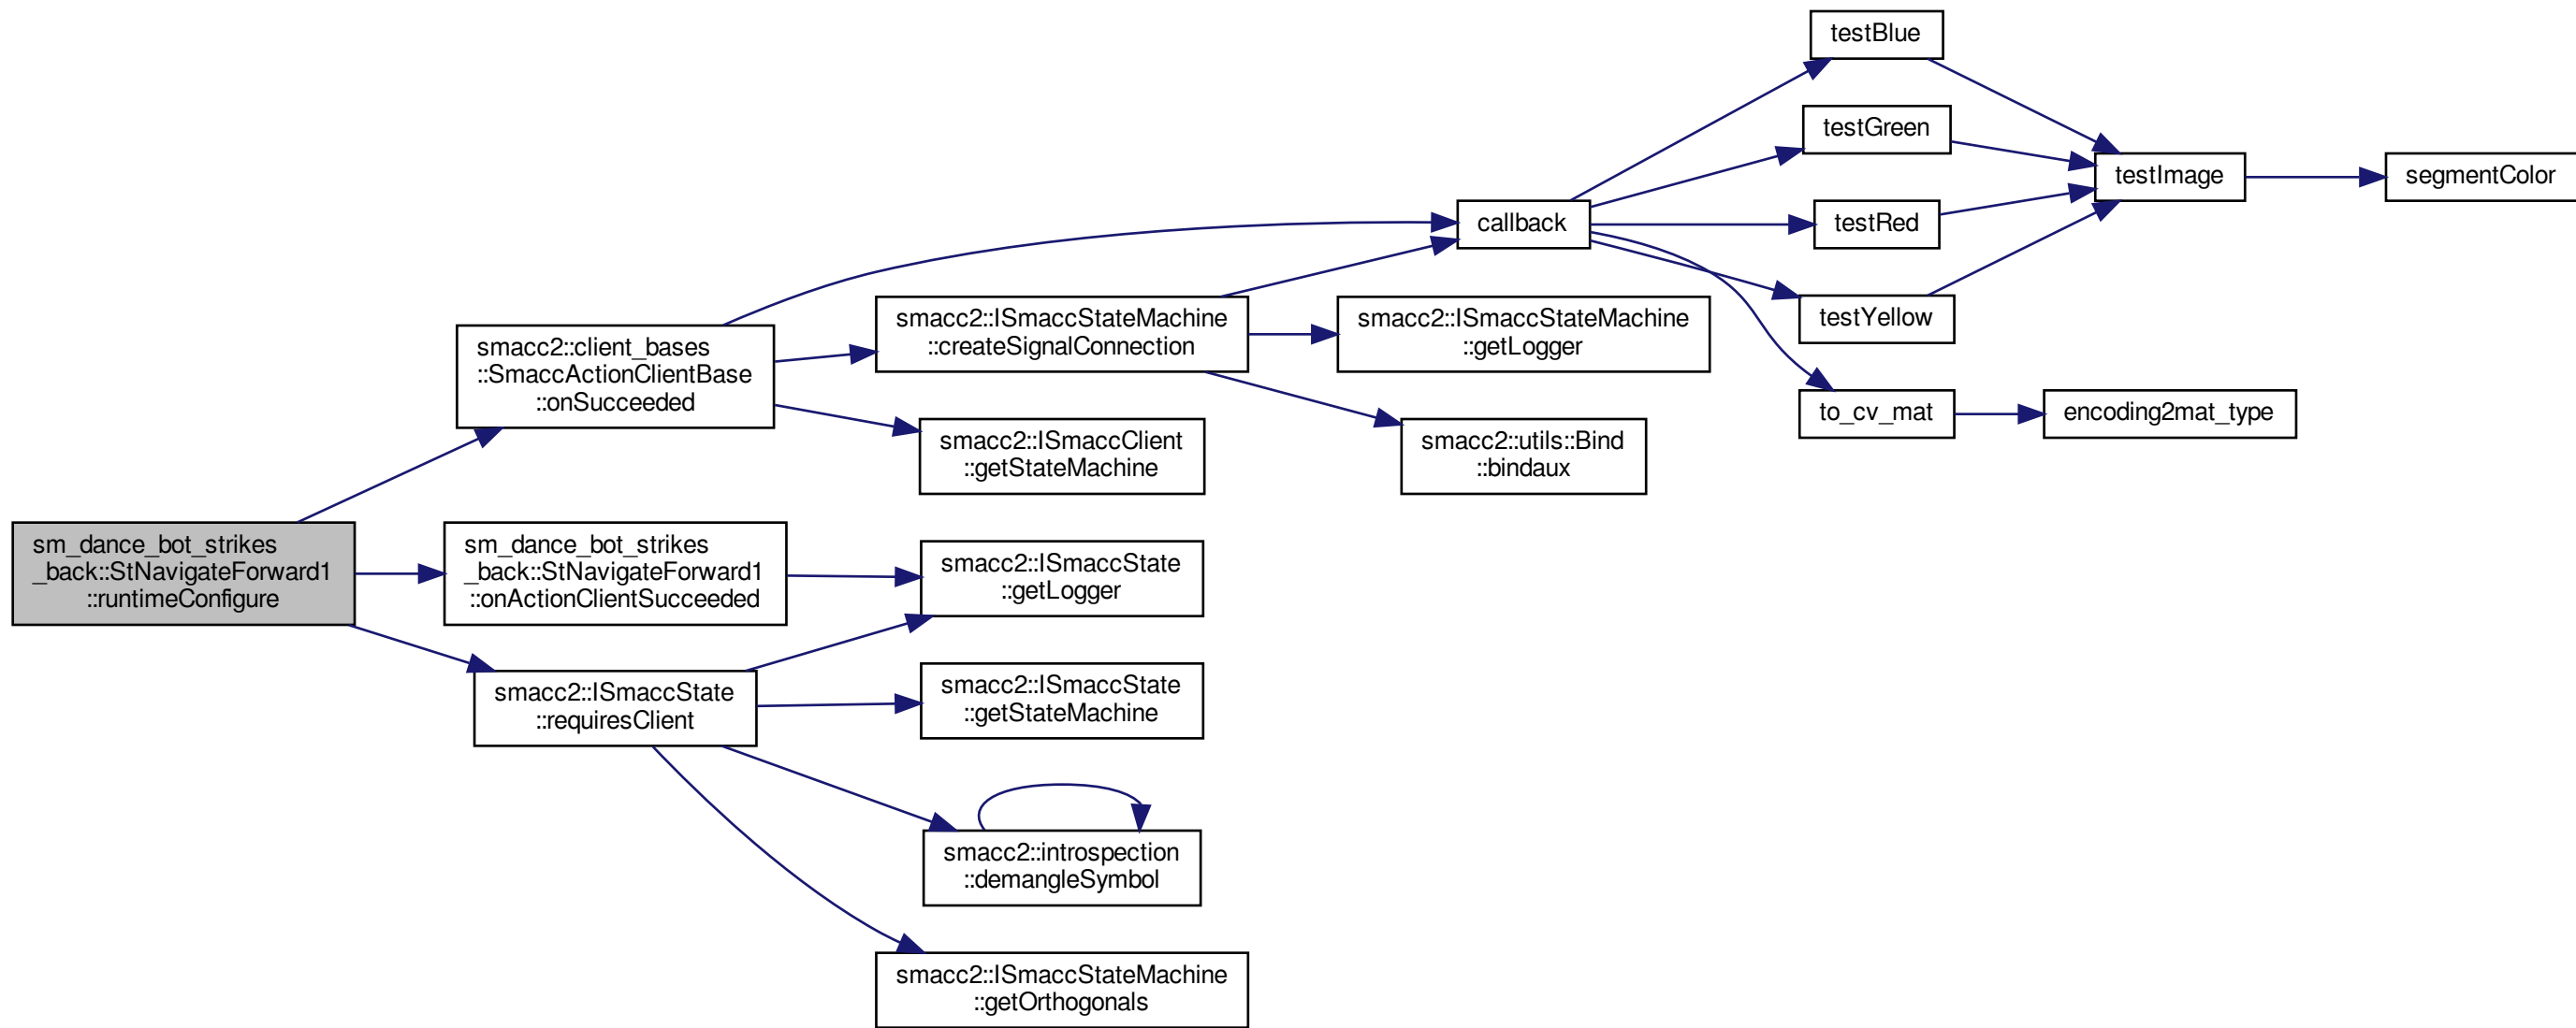 sm_dance_bot_strikes
_back::StNavigateForward1
::runtimeConfigure
smacc2::client_bases
::SmaccActionClientBase
::onSucceeded
sm_dance_bot_strikes
_back::StNavigateForward1
::onActionClientSucceeded
smacc2::ISmaccState
::requiresClient
smacc2::ISmaccStateMachine
::createSignalConnection
smacc2::ISmaccClient
::getStateMachine
smacc2::ISmaccState
::getLogger
smacc2::ISmaccState
::getStateMachine
smacc2::introspection
::demangleSymbol
smacc2::ISmaccStateMachine
::getOrthogonals
callback
smacc2::ISmaccStateMachine
::getLogger
smacc2::utils::Bind
::bindaux
testBlue
testGreen
testRed
testYellow
to_cv_mat
testImage
encoding2mat_type
segmentColor